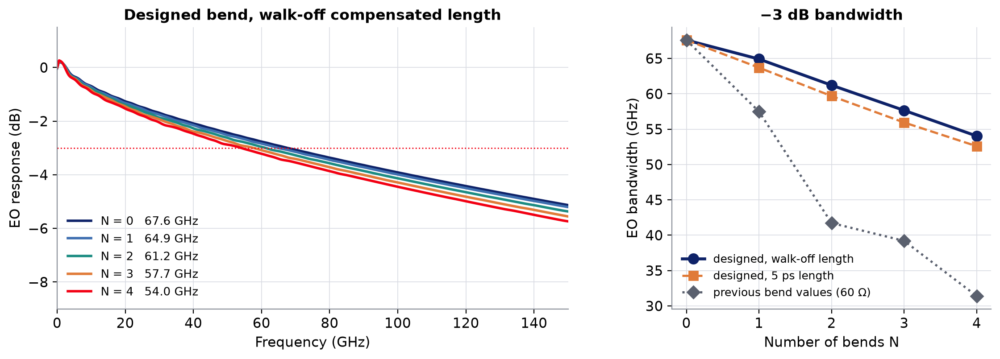 Designed bend, walk-off compensated length
EO response (dB)
0
−2
−4
−6
−8
N = 0 67.6 GHz
N = 1 64.9 GHz
N = 2 61.2 GHz
N = 3 57.7 GHz
N = 4 54.0 GHz
0 20 40 60 80 100 120 140
Frequency (GHz)
−3 dB bandwidth
EO bandwidth (GHz)
65
60
55
50
45
40
35
30
designed, walk-off length
designed, 5 ps length
previous bend values (60 Ω)
0 1 2 3 4
Number of bends N